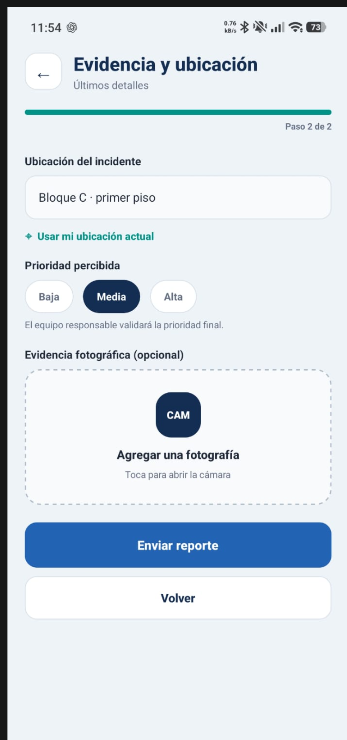 11:54
0.76
kB/s
73
←
Evidencia y ubicación
Últimos detalles
Paso 2 de 2
Ubicación del incidente
Bloque C · primer piso
⌖ Usar mi ubicación actual
Prioridad percibida
Baja
Media
Alta
El equipo responsable validará la prioridad final.
Evidencia fotográfica (opcional)
CAM
Agregar una fotografía
Toca para abrir la cámara
Enviar reporte
Volver